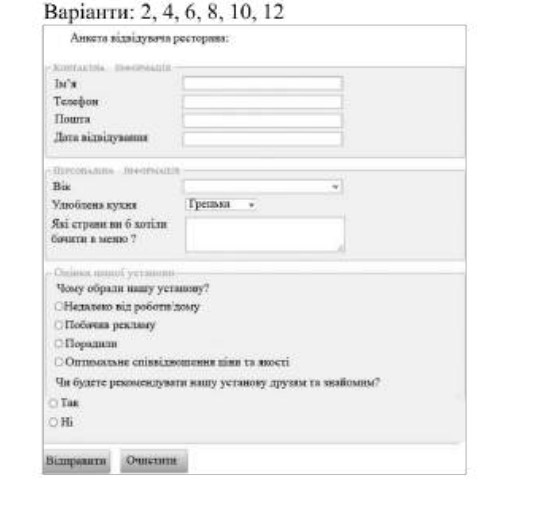 Варіанти: 2, 4, 6, 8, 10, 12
Анкета відвідувача ресторана:
Контактна інформація
Ім'я
Телефон
Пошта
Дата відвідування
Персональна інформація
Вік
Улюблена кухня
Грецька
Які страви ви б хотіли
бачити в меню ?
Оцінка нашої установи
Чому обрали нашу установу?
Недалеко від роботи/дому
Побачив рекламу
Порадили
Оптимальне співвідношення ціни та якості
Чи будете рекомендувати нашу установу друзям та знайомим?
Так
Ні
Відправити Очистити